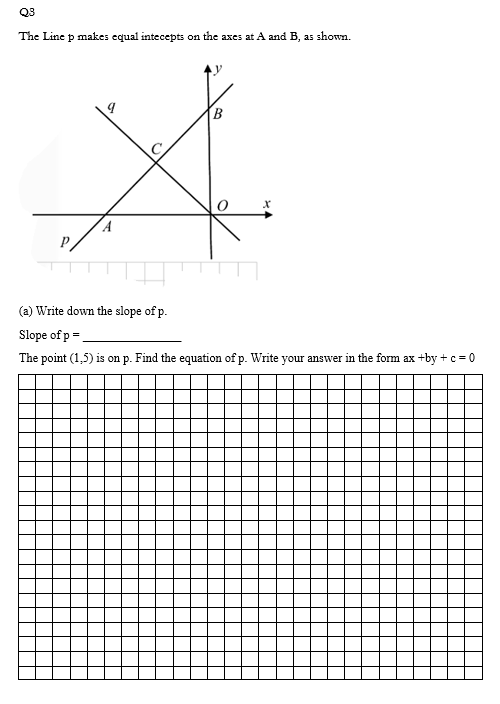 Q3
The Line p makes equal intecepts on the axes at A and B, as shown.
y
q
B
C
O
x
A
p
(a) Write down the slope of p.
Slope of p = ________________
The point (1,5) is on p. Find the equation of p. Write your answer in the form ax +by + c = 0